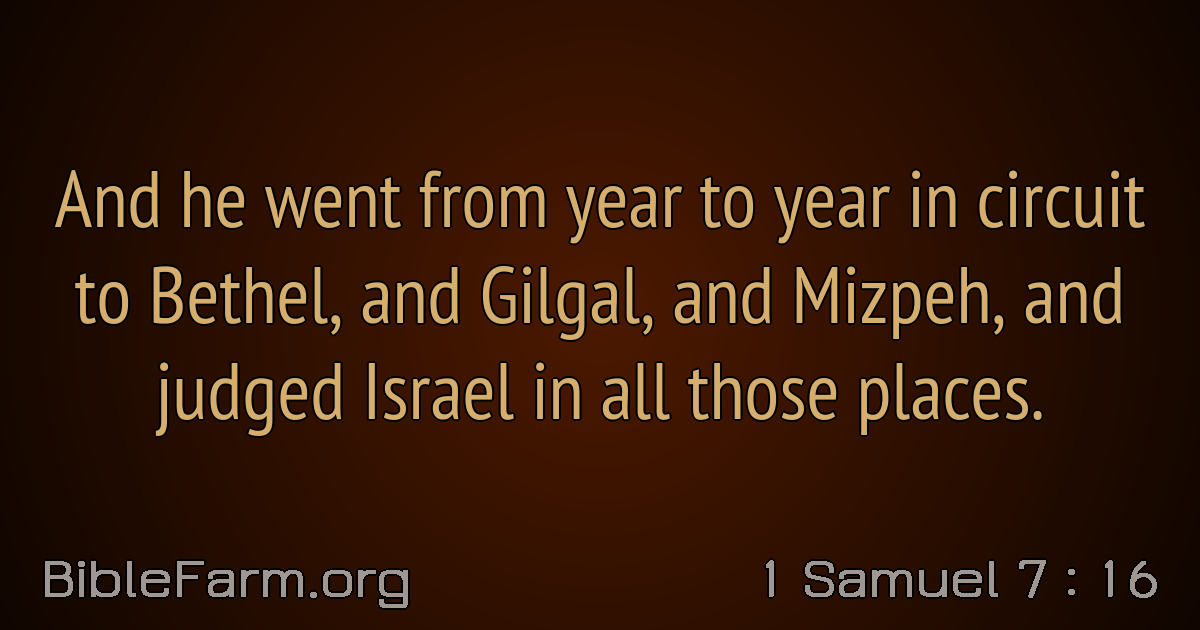 And he went from year to year in circuit
to Bethel, and Gilgal, and Mizpeh, and
judged Israel in all those places.
BibleFarm.org
1 Samuel 7 : 16